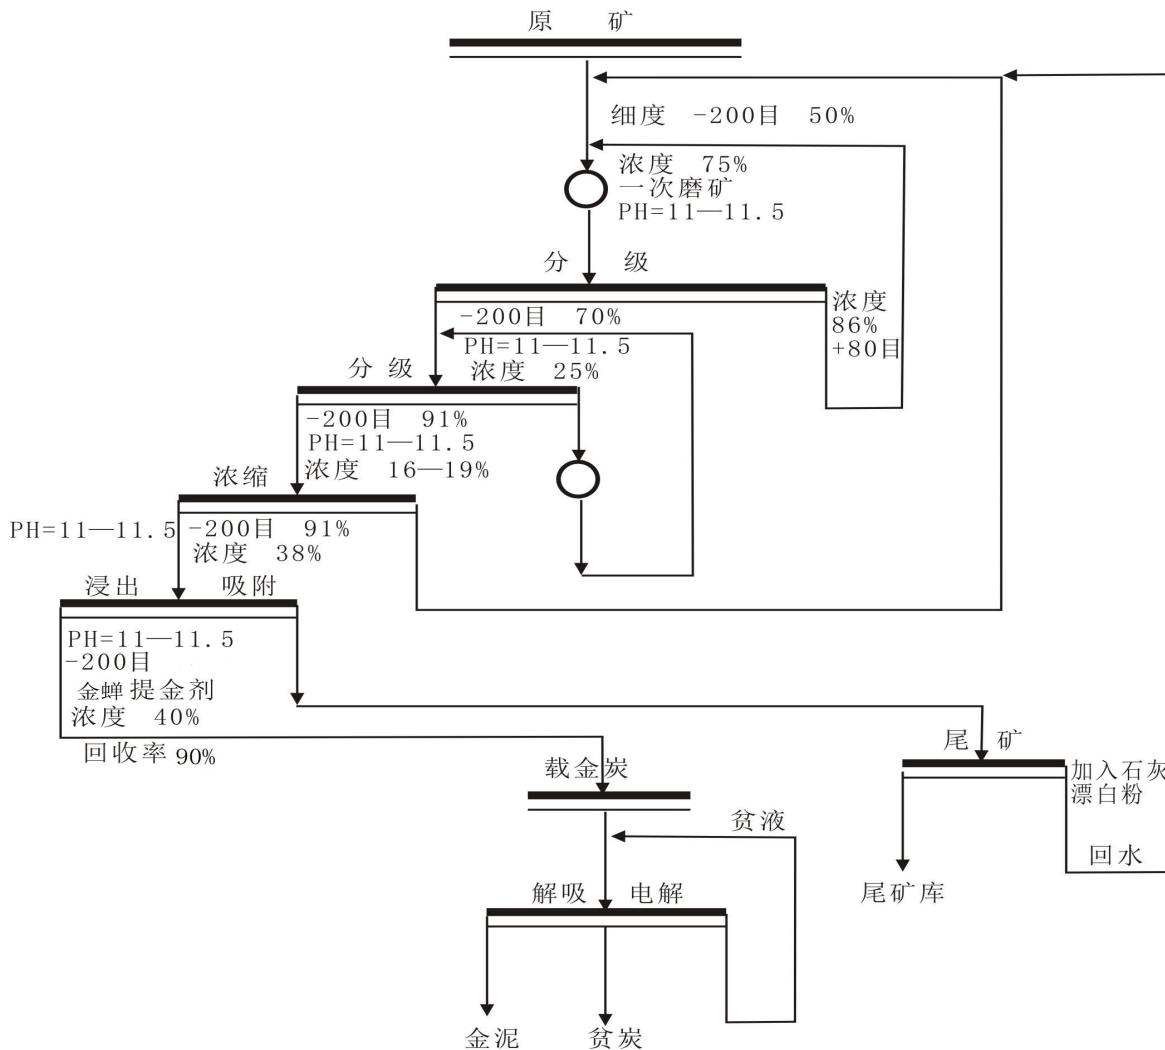 原 矿
细度 -200目 50%
浓度 75%
一次磨矿
PH=11—11.5
分 级
浓度
86%
+80目
-200目 70%
PH=11—11.5
分 级 浓度 25%
-200目 91%
PH=11—11.5
浓缩 浓度 16—19%
PH=11—11.5 -200目 91%
浓度 38%
浸出 吸附
PH=11—11.5
-200目
金蝉提金剂
浓度 40%
回收率 90%
尾 矿
加入石灰
漂白粉
载金炭
贫液
回水
解吸 电解
尾矿库
金泥 贫炭